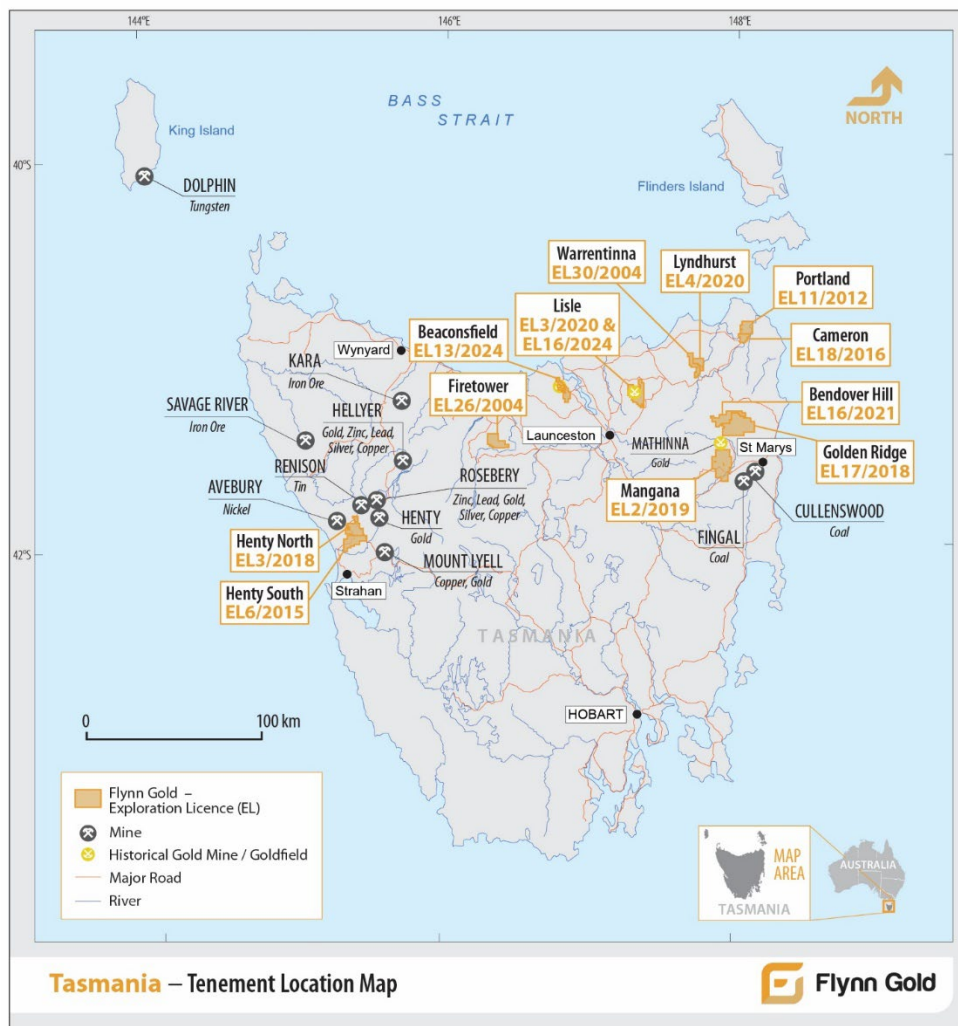 144°E
146°E
148°E
BASS
STRAIT
NORTH
King Island
40°S
Flinders Island
DOLPHIN
Tungsten
Warrentinna
EL30/2004
Lyndhurst
EL4/2020
Portland
EL11/2012
Lisle
EL3/2020 &
EL16/2024
Beaconsfield
EL13/2024
Cameron
EL18/2016
Wynyard
KARA
Iron Ore
Firetower
EL26/2004
Bendover Hill
EL16/2021
SAVAGE RIVER
Iron Ore
HELLYER
Gold, Zinc, Lead,
Silver, Copper
Launceston
MATHINNA
Gold
St Marys
Golden Ridge
EL17/2018
RENISON
Tin
ROSEBERY
Zinc, Lead, Gold,
Silver, Copper
AVEBURY
Nickel
Mangana
EL2/2019
CULLENSWOOD
Coal
HENTY
Gold
FINGAL
Coal
Henty North
EL3/2018
42°S
MOUNT LYELL
Copper, Gold
Henty South
EL6/2015
Strahan
TASMANIA
HOBART
0
100 km
Flynn Gold –
Exploration Licence (EL)
Mine
Historical Gold Mine / Goldfield
Major Road
River
MAP
AREA
TASMANIA
AUSTRALIA
144°E
146°E
148°E
Tasmania – Tenement Location Map
Flynn Gold